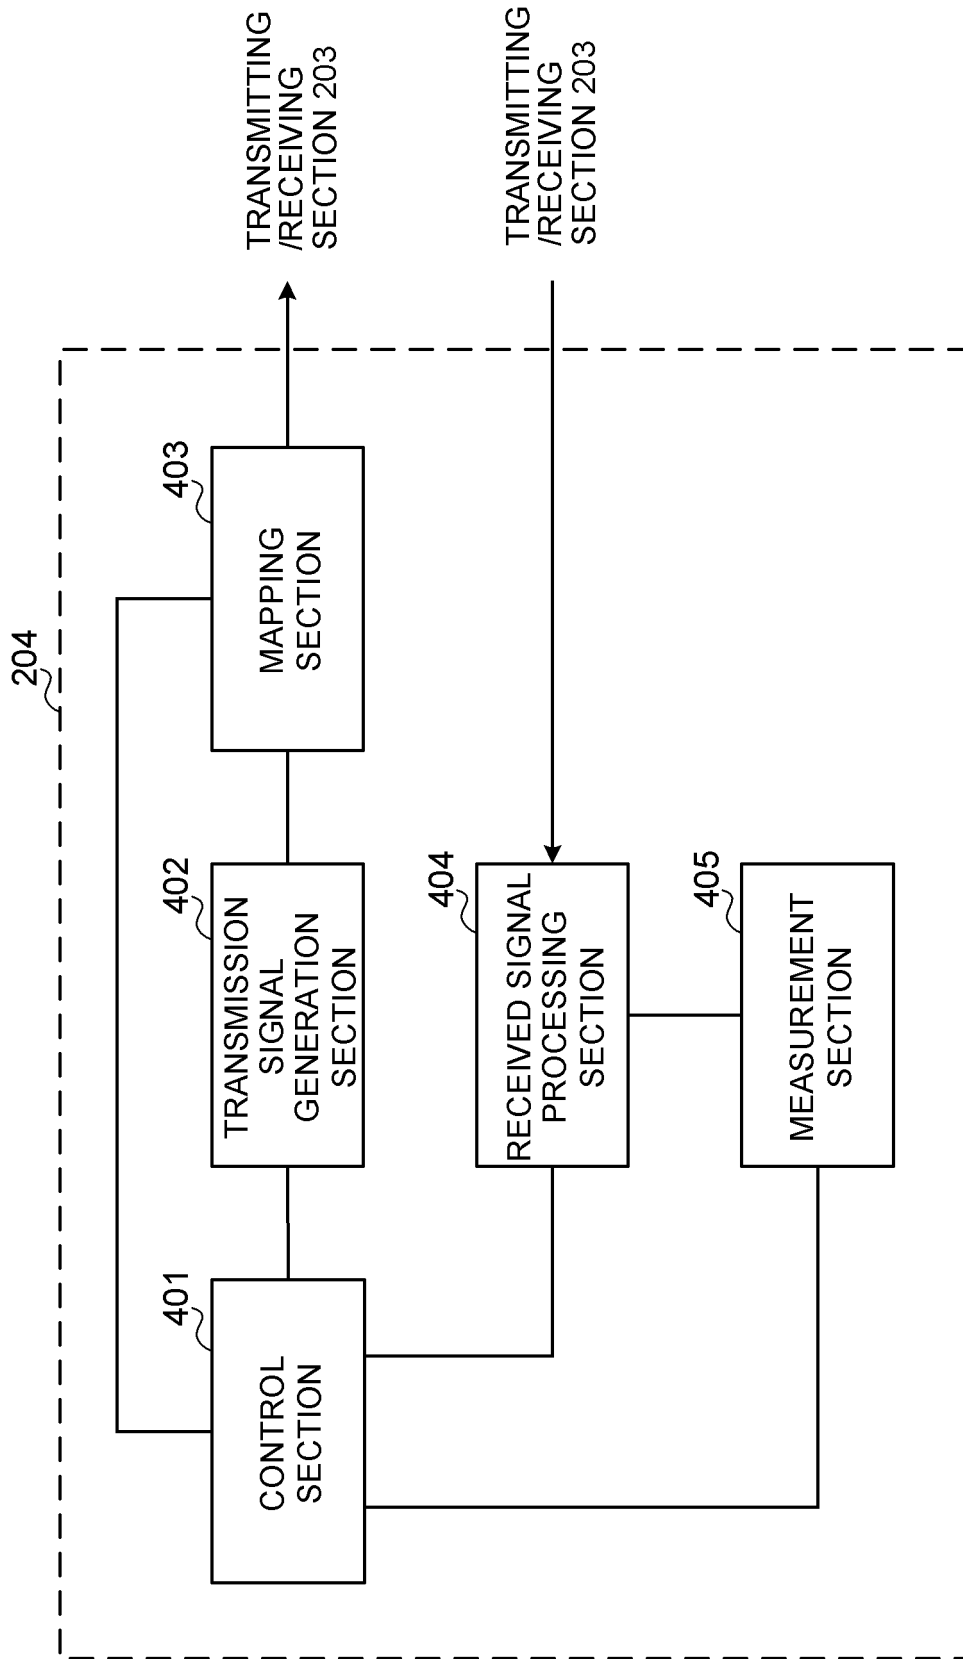 204
401
CONTROL
SECTION
402
TRANSMISSION
SIGNAL
GENERATION
SECTION
403
MAPPING
SECTION
TRANSMITTING
/RECEIVING
SECTION 203
404
RECEIVED SIGNAL
PROCESSING
SECTION
TRANSMITTING
/RECEIVING
SECTION 203
405
MEASUREMENT
SECTION